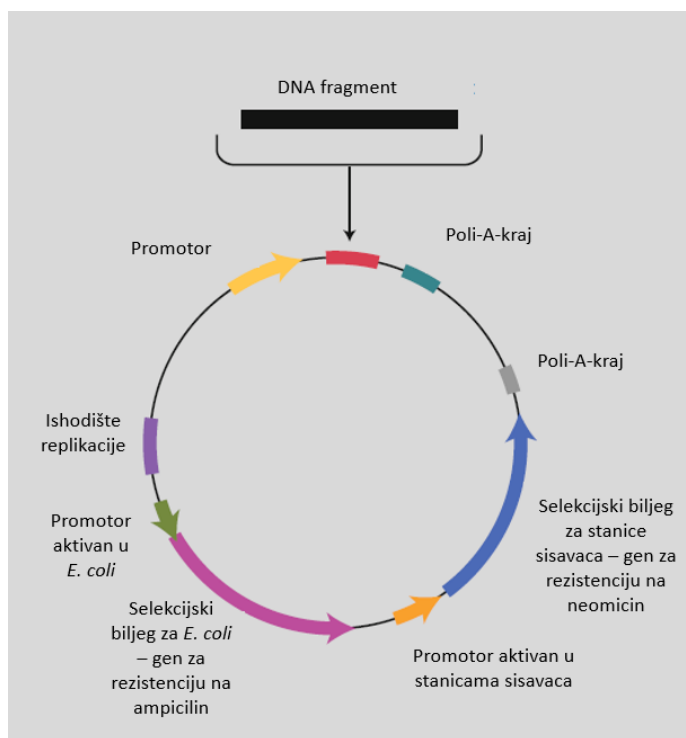 DNA fragment
Promotor
Poli-A-kraj
Poli-A-kraj
Ishodište
replikacije
Promotor
aktivan u
E. coli
Selekcijski
biljeg za E. coli
– gen za
rezistenciju na
ampicilin
Promotor aktivan u
stanicama sisavaca
Selekcijski biljeg
za stanice
sisavaca – gen za
rezistenciju na
neomicin